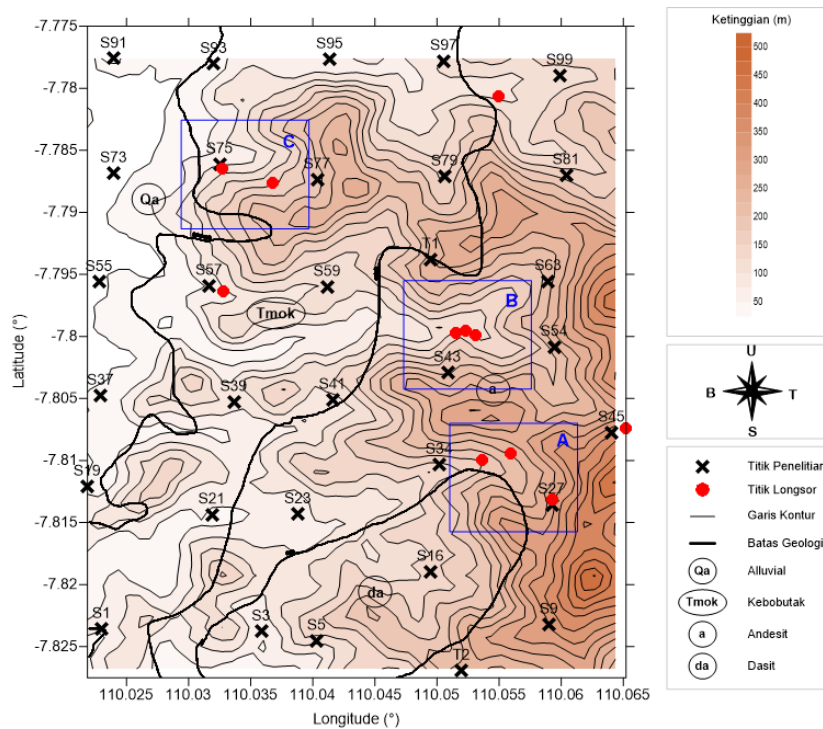 -7.775
-7.78
-7.785
-7.79
-7.795
-7.8
-7.805
-7.81
-7.815
-7.82
-7.825
Latitude (°)
S91 S93 S95 S97 S99
S73 S75 C S77 S79 S81
Qa
T1
S55 S57 S59 S63
Tmok B
S54
S43
S37 S39 S41 a
S45
A
S34
S19 S21 S23 S27
S16
da
S1 S3 S5 S9
T2
110.025 110.03 110.035 110.04 110.045 110.05 110.055 110.06 110.065
Longitude (°)
Ketinggian (m)
500
450
400
350
300
250
200
150
100
50
U
B T
S
Titik Penelitian
Titik Longsor
Garis Kontur
Batas Geologi
Qa Alluvial
Tmok Kebobutak
a Andesit
da Dasit